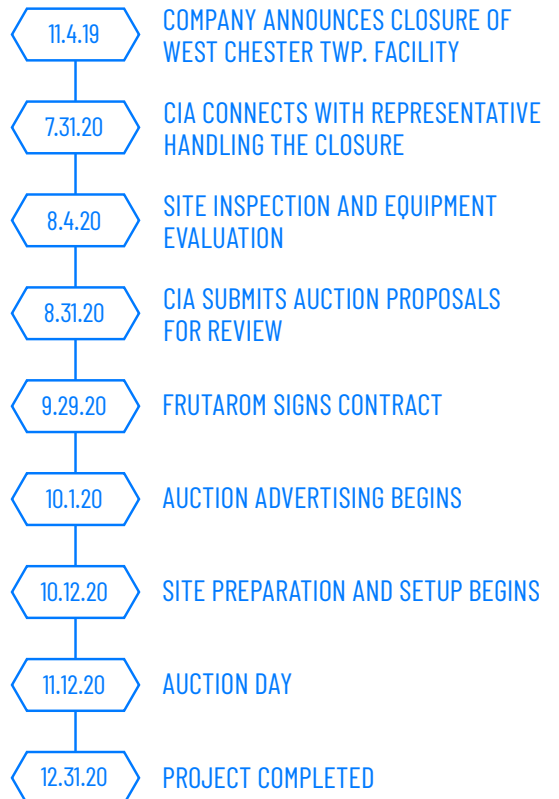 11.4.19
COMPANY ANNOUNCES CLOSURE OF
WEST CHESTER TWP. FACILITY
7.31.20
CIA CONNECTS WITH REPRESENTATIVE
HANDLING THE CLOSURE
8.4.20
SITE INSPECTION AND EQUIPMENT
EVALUATION
8.31.20
CIA SUBMITS AUCTION PROPOSALS
FOR REVIEW
9.29.20
FRUTAROM SIGNS CONTRACT
10.1.20
AUCTION ADVERTISING BEGINS
10.12.20
SITE PREPARATION AND SETUP BEGINS
11.12.20
AUCTION DAY
12.31.20
PROJECT COMPLETED